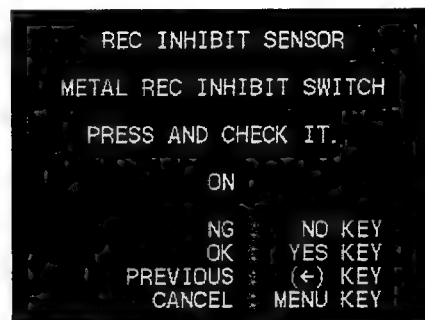 REC INHIBIT SENSOR
METAL REC INHIBIT SWITCH
PRESS AND CHECK IT.
ON
NG : NO KEY
OK : YES KEY
PREVIOUS : (←) KEY
CANCEL : MENU KEY